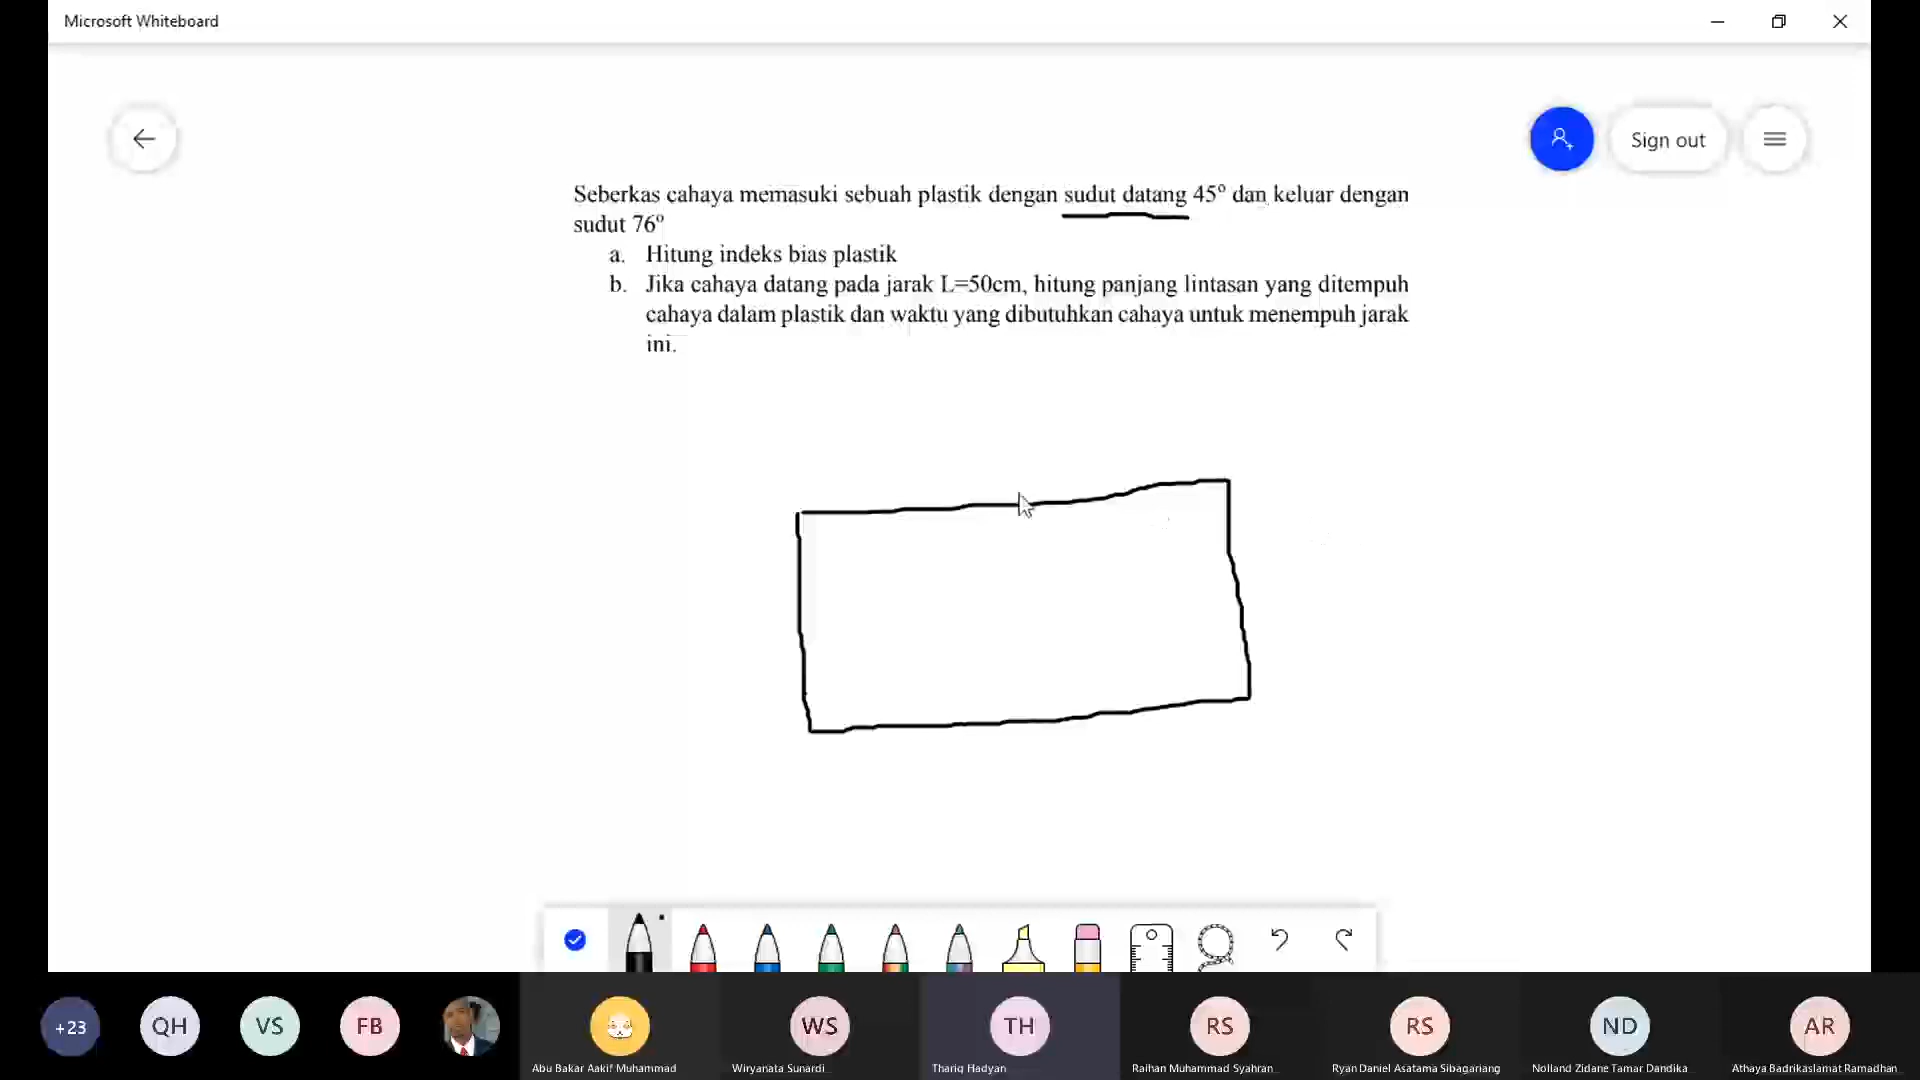 Microsoft Whiteboard
Sign out
Seberkas cahaya memasuki sebuah plastik dengan sudut datang 45° dan keluar dengan
sudut 76°
a. Hitung indeks bias plastik
b. Jika cahaya datang pada jarak L=50cm, hitung panjang lintasan yang ditempuh
cahaya dalam plastik dan waktu yang dibutuhkan cahaya untuk menempuh jarak
ini.
+23
QH
VS
FB
WS
TH
RS
RS
ND
AR
Abu Bakar Aakif Muhammad
Wiryanata Sunardi...
Thariq Hadyan
Raihan Muhammad Syahran...
Ryan Daniel Asatama Sibagariang
Nolland Zidane Tamar Dandika...
Athaya Badrikaslamat Ramadhan...